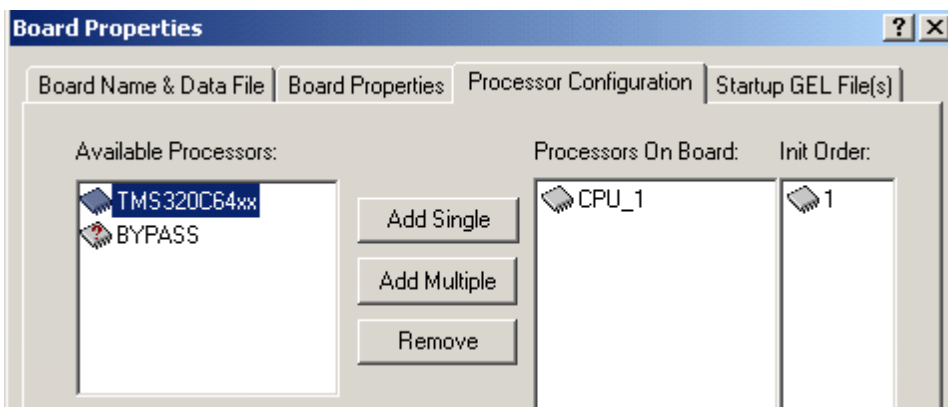 Board Properties
Board Name & Data File Board Properties Processor Configuration Startup GEL File(s)
Available Processors: Processors On Board: Init Order:
TMS320C64xx CPU_1 1
BYPASS
Add Single
Add Multiple
Remove